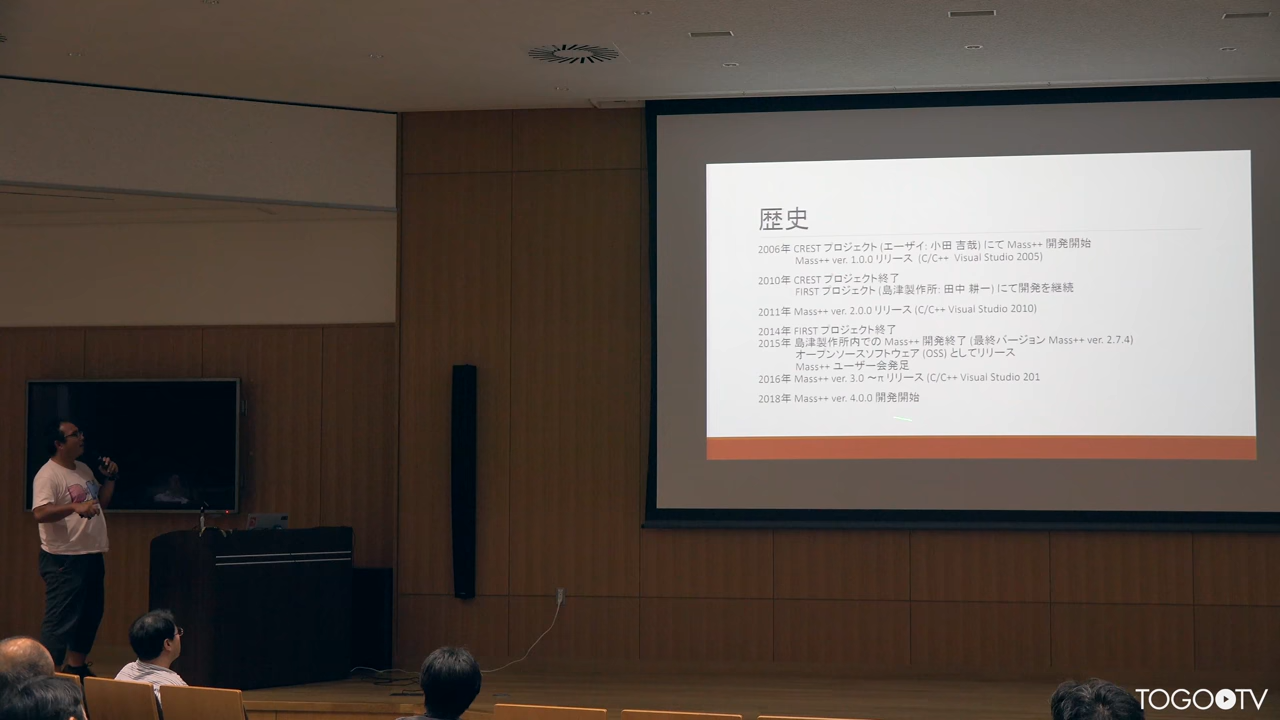 歴史
2006年 CREST プロジェクト (エーザイ: 小田 吉哉) にて Mass++ 開発開始
Mass++ ver. 1.0.0 リリース (C/C++ Visual Studio 2005)
2010年 CREST プロジェクト終了
FIRST プロジェクト (島津製作所: 田中 耕一) にて開発を継続
2011年 Mass++ ver. 2.0.0 リリース (C/C++ Visual Studio 2010)
2014年 FIRST プロジェクト終了
2015年 島津製作所内での Mass++ 開発終了 (最終バージョン Mass++ ver. 2.7.4)
オープンソースソフトウェア (OSS) としてリリース
Mass++ ユーザー会発足
2016年 Mass++ ver. 3.0 ～π リリース (C/C++ Visual Studio 201
2018年 Mass++ ver. 4.0.0 開発開始
TOGOTV